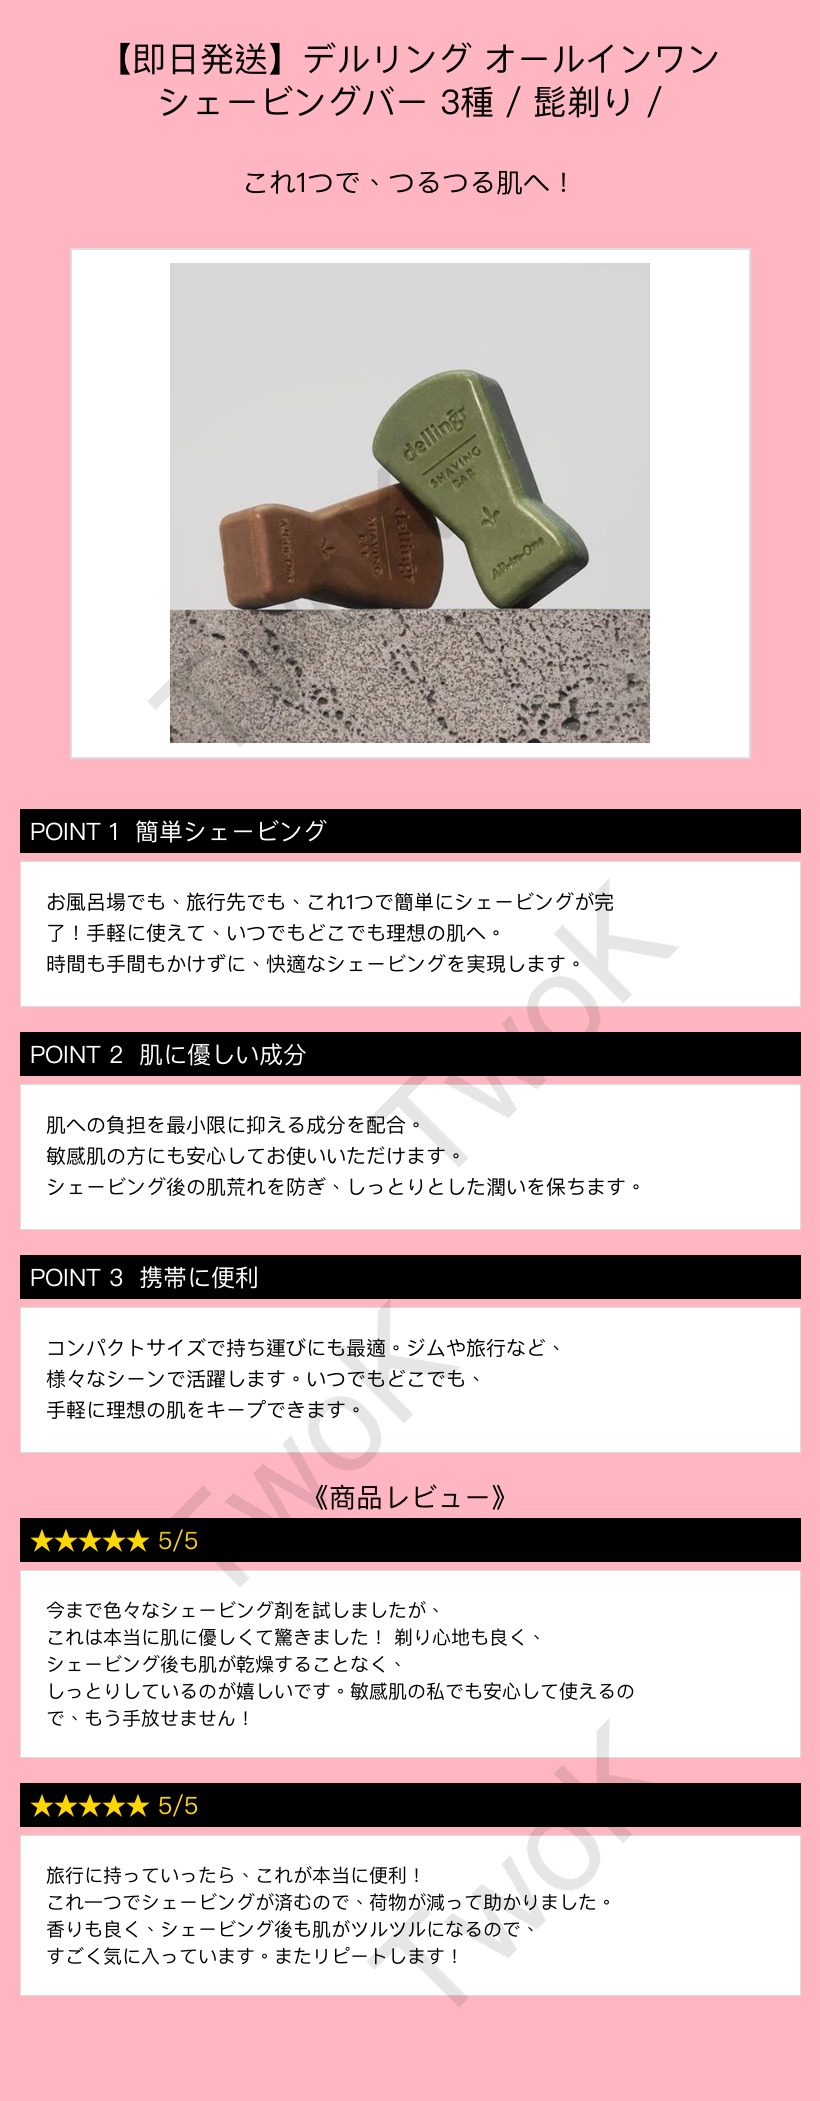 【即日発送】デルリング オールインワン
シェービングバー 3種 / 髭剃り /
これ1つで、つるつる肌へ！
dellingr
SHAVING
BAR
All-in-One
dellingr
SHAVING
BAR
All-in-One
POINT 1 簡単シェービング
お風呂場でも、旅行先でも、これ1つで簡単にシェービングが完
了！手軽に使えて、いつでもどこでも理想の肌へ。
時間も手間もかけずに、快適なシェービングを実現します。
POINT 2 肌に優しい成分
肌への負担を最小限に抑える成分を配合。
敏感肌の方にも安心してお使いいただけます。
シェービング後の肌荒れを防ぎ、しっとりとした潤いを保ちます。
POINT 3 携帯に便利
コンパクトサイズで持ち運びにも最適。ジムや旅行など、
様々なシーンで活躍します。いつでもどこでも、
手軽に理想の肌をキープできます。
《商品レビュー》
★★★★★ 5/5
今まで色々なシェービング剤を試しましたが、
これは本当に肌に優しくて驚きました！ 剃り心地も良く、
シェービング後も肌が乾燥することなく、
しっとりしているのが嬉しいです。敏感肌の私でも安心して使えるの
で、もう手放せません！
★★★★★ 5/5
旅行に持っていったら、これが本当に便利！
これ一つでシェービングが済むので、荷物が減って助かりました。
香りも良く、シェービング後も肌がツルツルになるので、
すごく気に入っています。またリピートします！
TwoK
TwoK
TwoK
TwoK